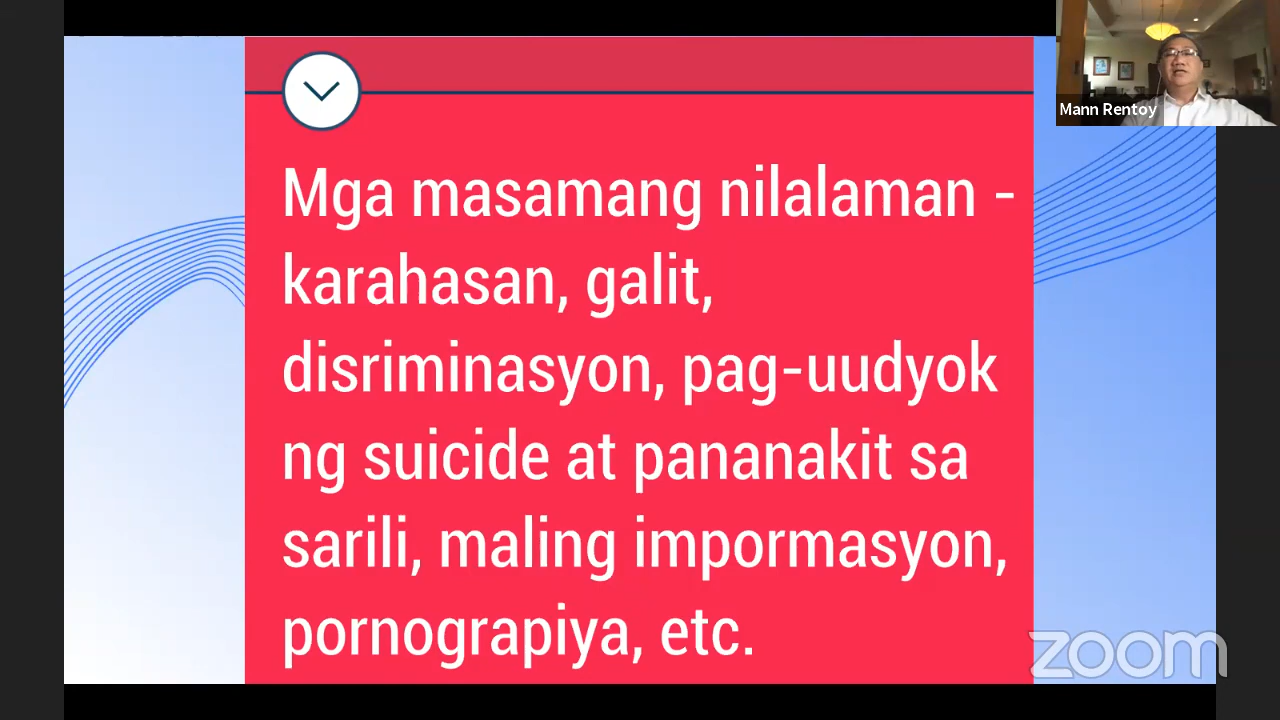 Mann Rentoy
Mga masamang nilalaman -
karahasan, galit,
disriminasyon, pag-uudyok
ng suicide at pananakit sa
sarili, maling impormasyon,
pornograpiya, etc.
zoom